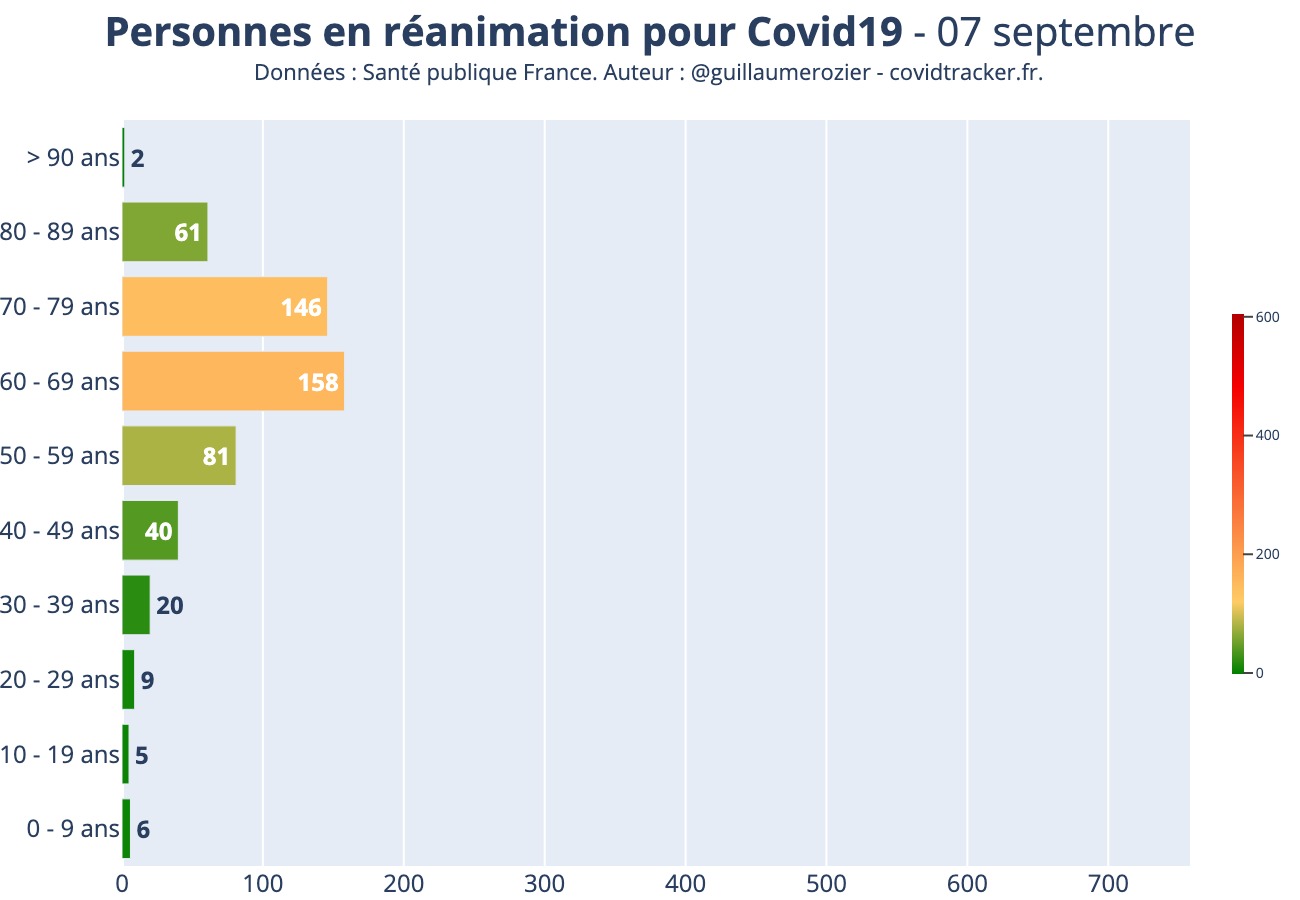 Personnes en réanimation pour Covid19 - 07 septembre
Données : Santé publique France. Auteur : @guillaumerozier - covidtracker.fr.
> 90 ans 2
80 - 89 ans 61
70 - 79 ans 146
60 - 69 ans 158
50 - 59 ans 81
40 - 49 ans 40
30 - 39 ans 20
20 - 29 ans 9
10 - 19 ans 5
0 - 9 ans 6
0 100 200 300 400 500 600 700
600
400
200
0